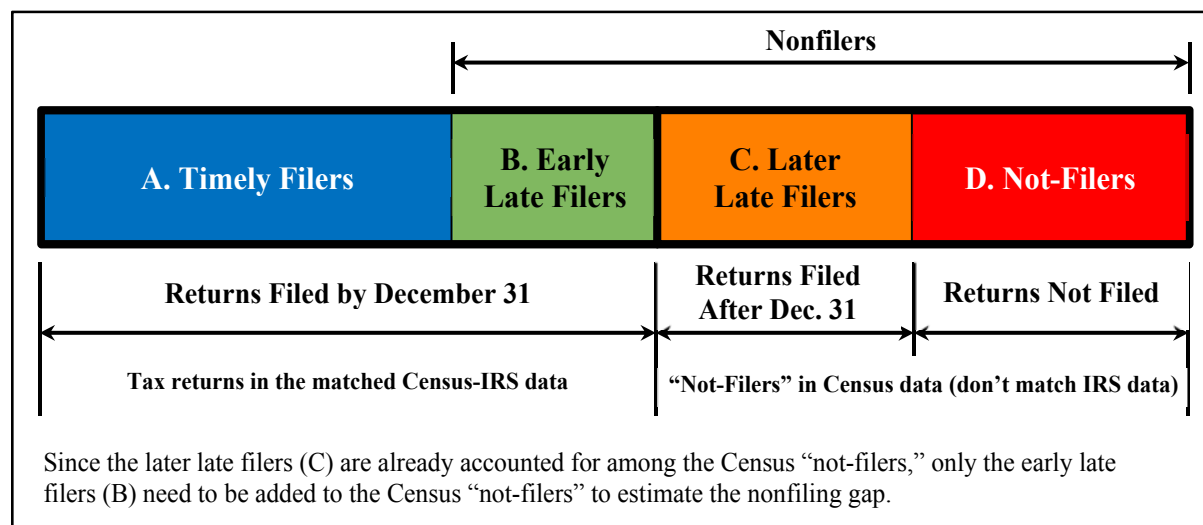 Nonfilers
A. Timely Filers
B. Early
Late Filers
C. Later
Late Filers
D. Not-Filers
Returns Filed by December 31
Returns Filed
After Dec. 31
Returns Not Filed
Tax returns in the matched Census-IRS data
“Not-Filers” in Census data (don’t match IRS data)
Since the later late filers (C) are already accounted for among the Census “not-filers,” only the early late
filers (B) need to be added to the Census “not-filers” to estimate the nonfiling gap.